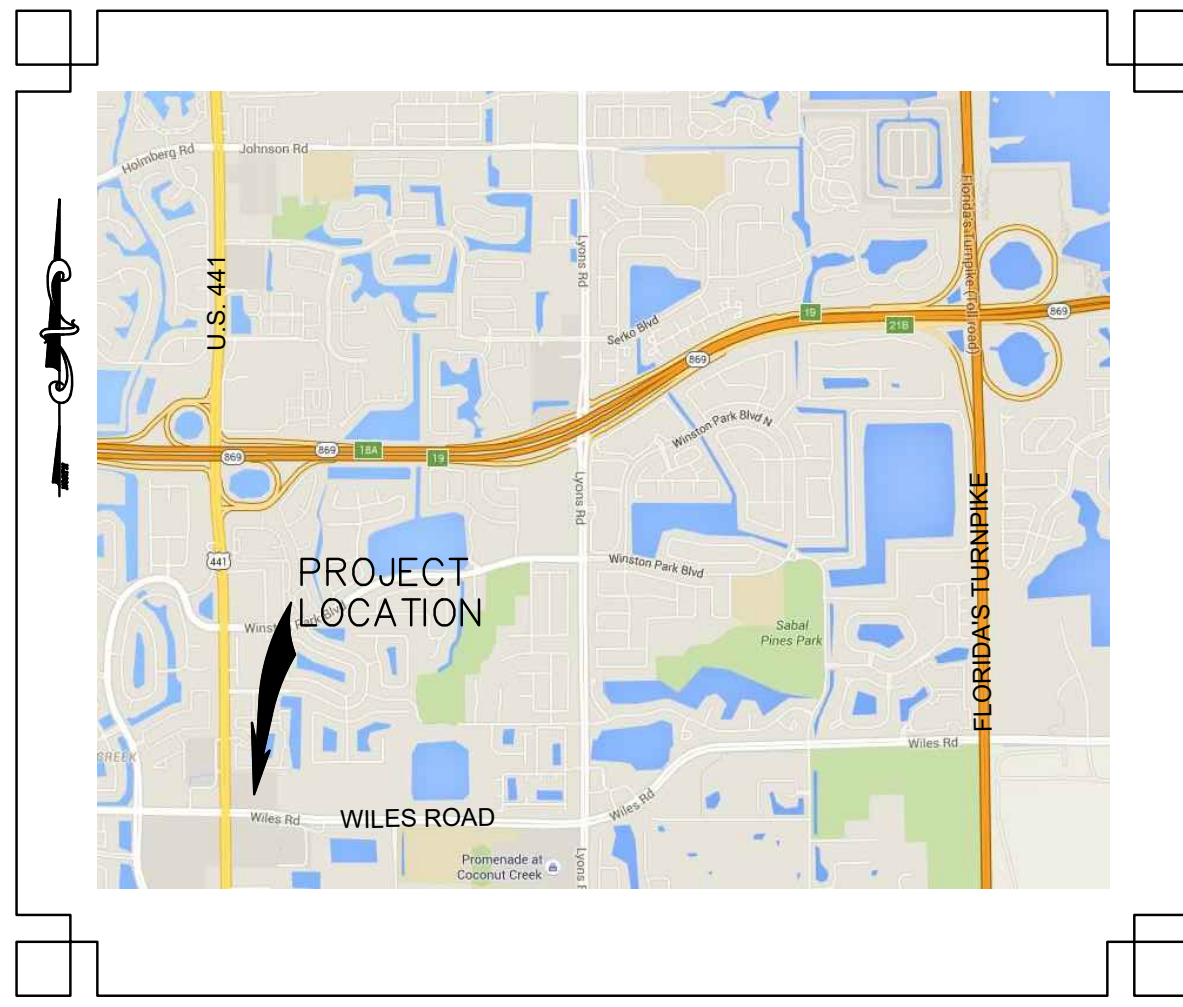 Holmberg Rd
Johnson Rd
U.S. 441
Lyons Rd
Florida's Turnpike (Toll road)
Serko Blvd
19
21B
869
869
Winston Park Blvd N
869
869
18A
19
Lyons Rd
441
FLORIDA'S TURNPIKE
PROJECT
LOCATION
Winston Park Blvd
Winston Park Blvd
Sabal
Pines Park
CREEK
Wiles Rd
Wiles Rd
WILES ROAD
Wiles Rd
Promenade at
Coconut Creek
Lyons R